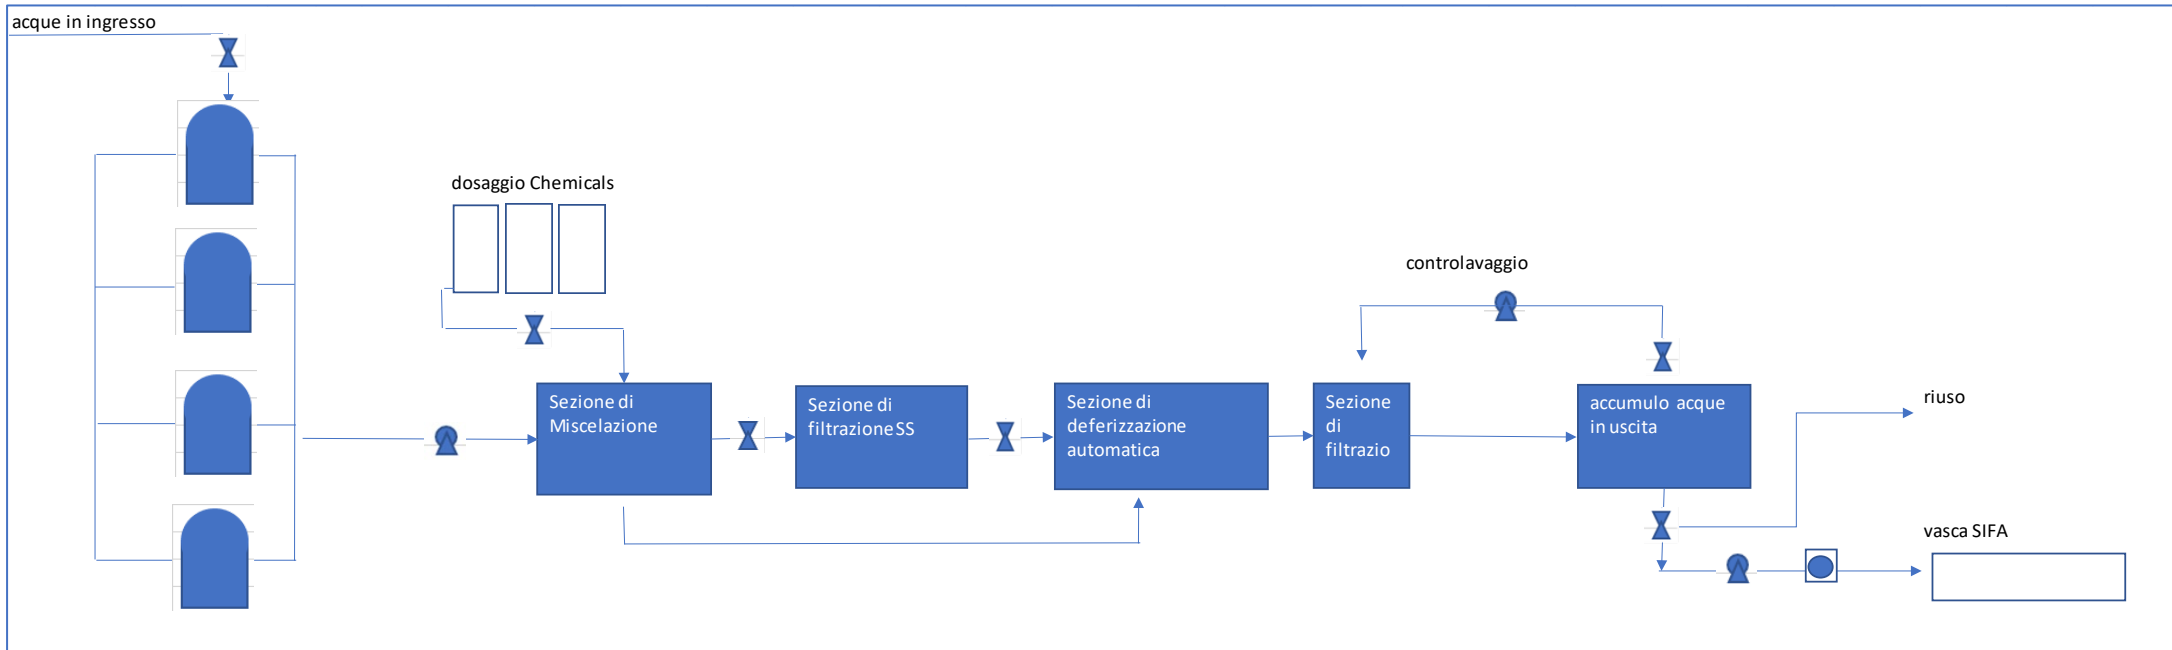 acque in ingresso
dosaggio Chemicals
controlavaggio
Sezione di
Miscelazione
Sezione di
filtrazione SS
Sezione di
deferizzazione
automatica
Sezione
di
filtrazio
accumulo acque
in uscita
riuso
vasca SIFA